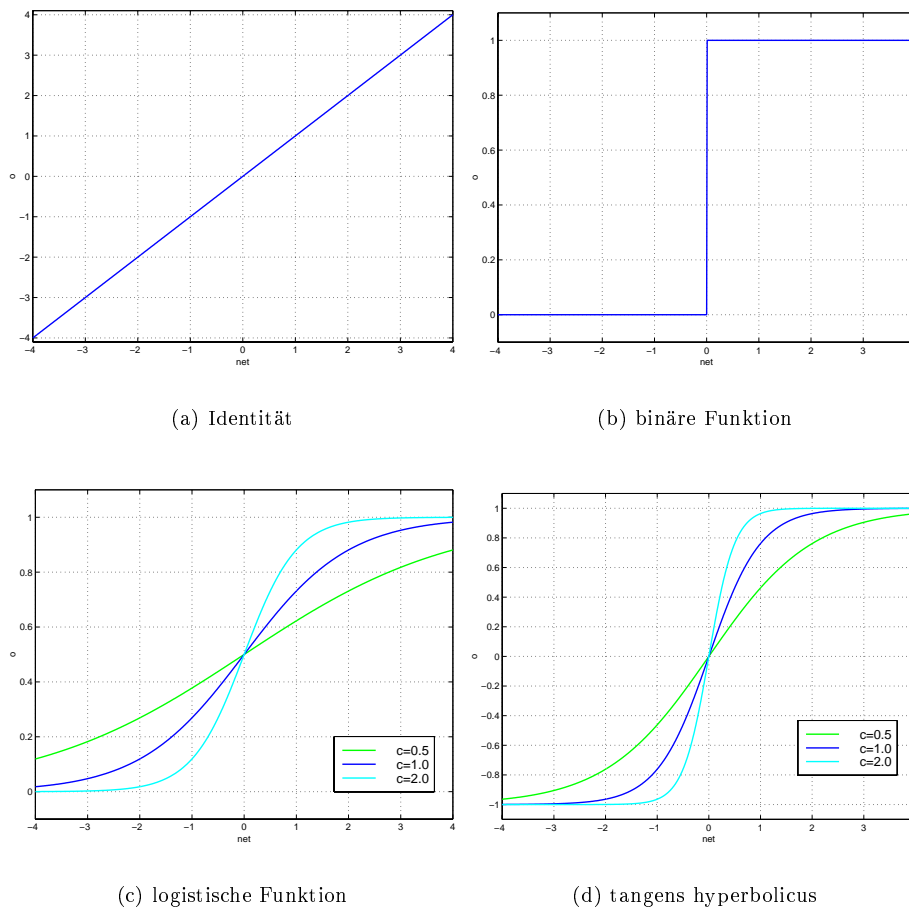 4
3
2
1
0
−1
−2
−3
−4
o
−4 −3 −2 −1 0 1 2 3 4
net
(a) Identität
1
0.8
0.6
0.4
0.2
0
o
−4 −3 −2 −1 0 1 2 3
net
(b) binäre Funktion
1
0.8
0.6
0.4
0.2
0
o
c=0.5
c=1.0
c=2.0
−4 −3 −2 −1 0 1 2 3 4
net
(c) logistische Funktion
1
0.8
0.6
0.4
0.2
0
−0.2
−0.4
−0.6
−0.8
−1
o
c=0.5
c=1.0
c=2.0
−4 −3 −2 −1 0 1 2 3
net
(d) tangens hyperbolicus